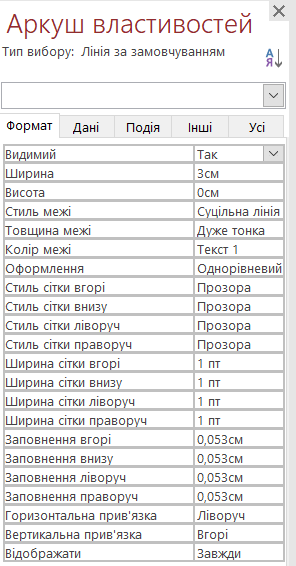 Аркуш властивостей
Тип вибору: Лінія за замовчуванням
А
Я
Формат Дані Подія Інші Усі
Видимий Так
Ширина 3см
Висота 0см
Стиль межі Суцільна лінія
Товщина межі Дуже тонка
Колір межі Текст 1
Оформлення Однорівневий
Стиль сітки вгорі Прозора
Стиль сітки внизу Прозора
Стиль сітки ліворуч Прозора
Стиль сітки праворуч Прозора
Ширина сітки вгорі 1 пт
Ширина сітки внизу 1 пт
Ширина сітки ліворуч 1 пт
Ширина сітки праворуч 1 пт
Заповнення вгорі 0,053см
Заповнення внизу 0,053см
Заповнення ліворуч 0,053см
Заповнення праворуч 0,053см
Горизонтальна прив'язка Ліворуч
Вертикальна прив'язка Вгорі
Відображати Завжди